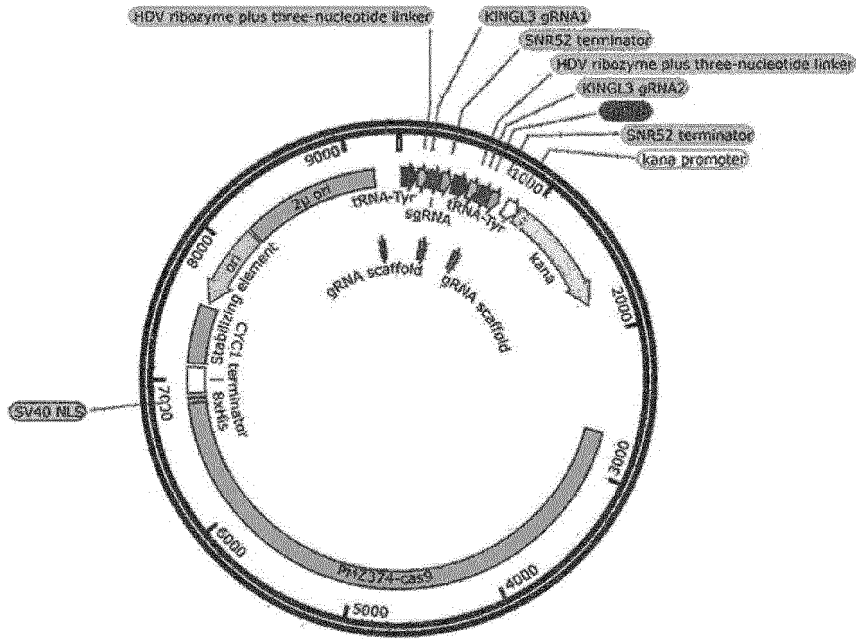 HDV ribozyme plus three-nucleotide linker
KINGL3 gRNA1
SNR52 terminator
HDV ribozyme plus three-nucleotide linker
KINGL3 gRNA2
SNR52 terminator
kana promoter
9000
1000
2μ ori
tRNA-Tyr
sgRNA
tRNA-Tyr
kana
8000
ori
Stabilizing element
gRNA scaffold
gRNA scaffold
2000
CYC1 terminator
8xHis
7000
SV40 NLS
3000
6000
5000
4000